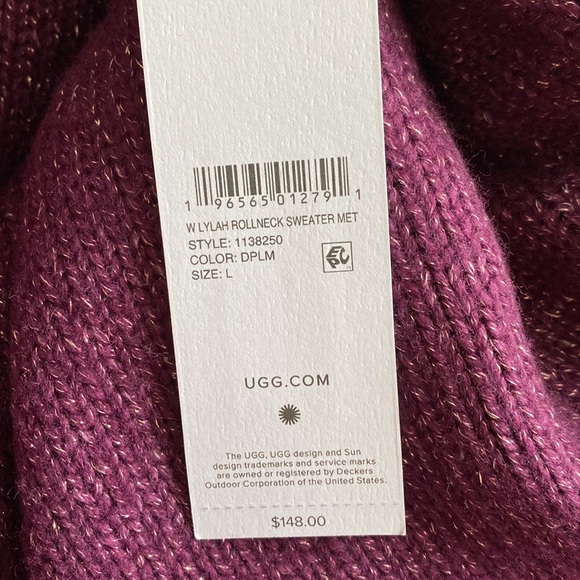 1 96565 01279 1
W LYLAH ROLLNECK SWEATER MET
STYLE: 1138250
COLOR: DPLM
SIZE: L
EPC
UGG.COM
The UGG, UGG design and Sun
design trademarks and service marks
are owned or registered by Deckers
Outdoor Corporation of the United States.
$148.00